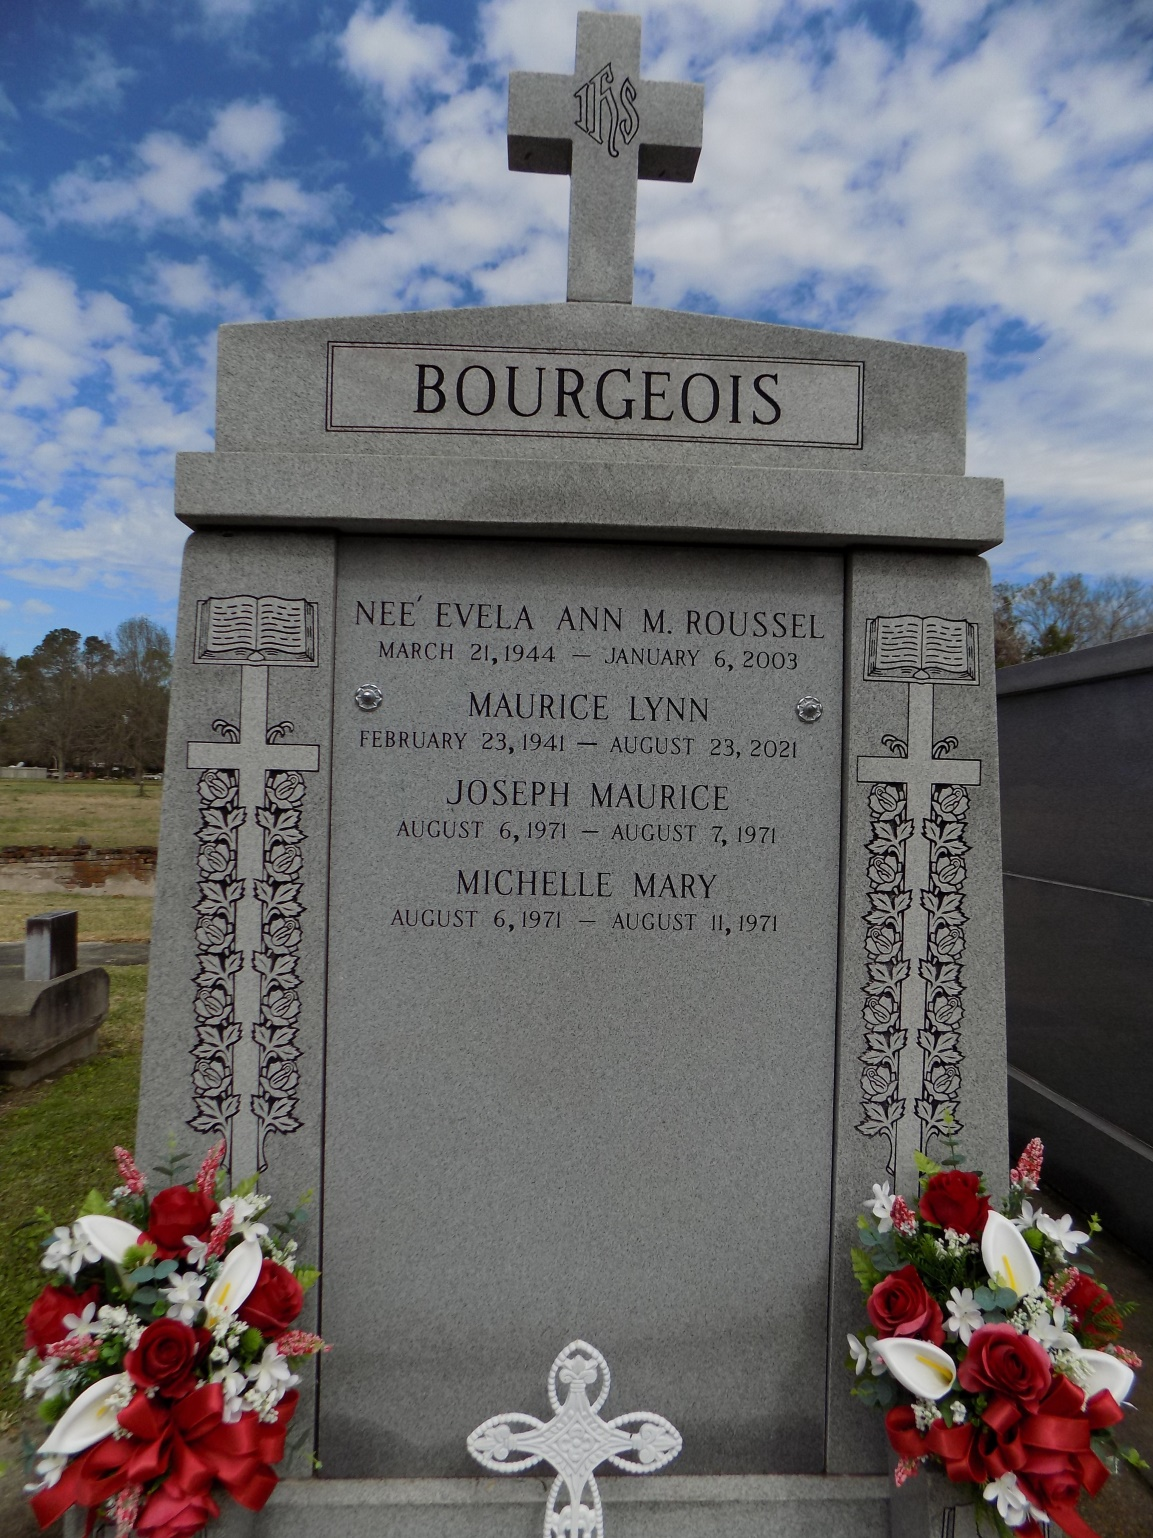 IHS
BOURGEOIS
NEE´ EVELA ANN M. ROUSSEL
MARCH 21, 1944 – JANUARY 6, 2003
MAURICE LYNN
FEBRUARY 23, 1941 – AUGUST 23, 2021
JOSEPH MAURICE
AUGUST 6, 1971 – AUGUST 7, 1971
MICHELLE MARY
AUGUST 6, 1971 – AUGUST 11, 1971